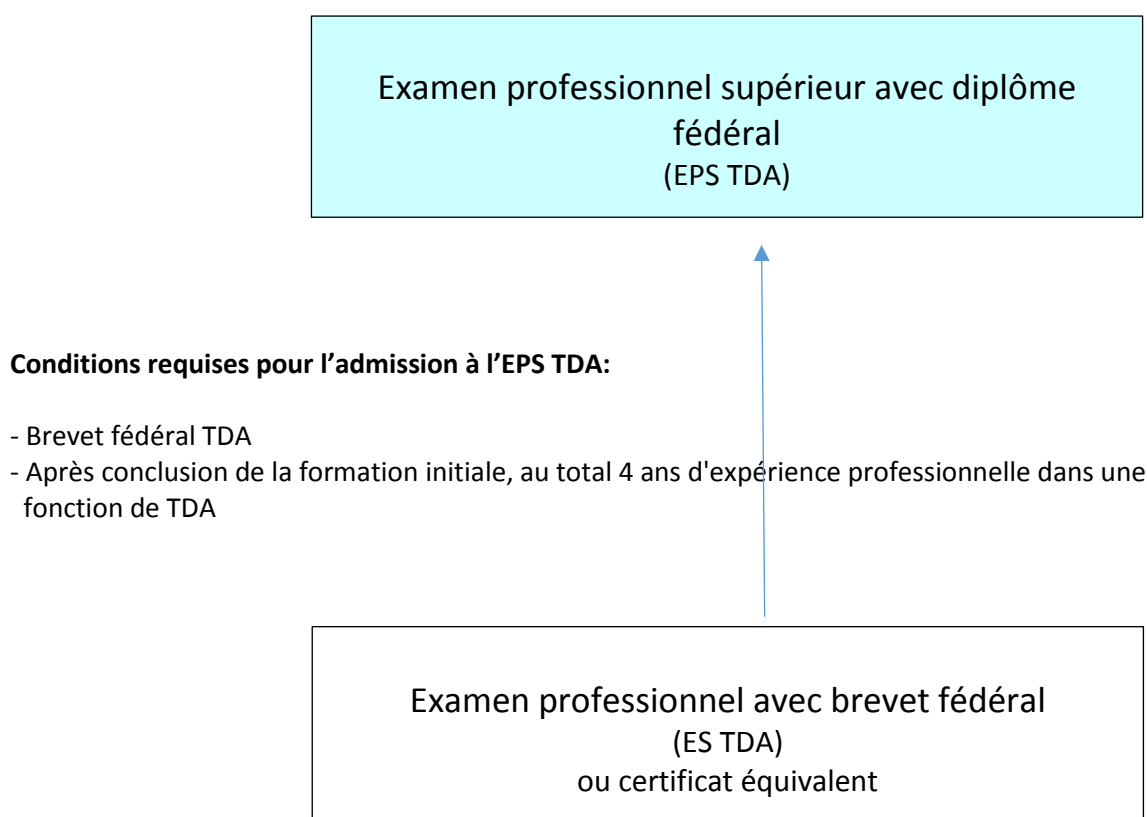 Examen professionnel supérieur avec diplôme
fédéral
(EPS TDA)
Conditions requises pour l’admission à l’EPS TDA:
- Brevet fédéral TDA
- Après conclusion de la formation initiale, au total 4 ans d'expérience professionnelle dans une
fonction de TDA
Examen professionnel avec brevet fédéral
(ES TDA)
ou certificat équivalent